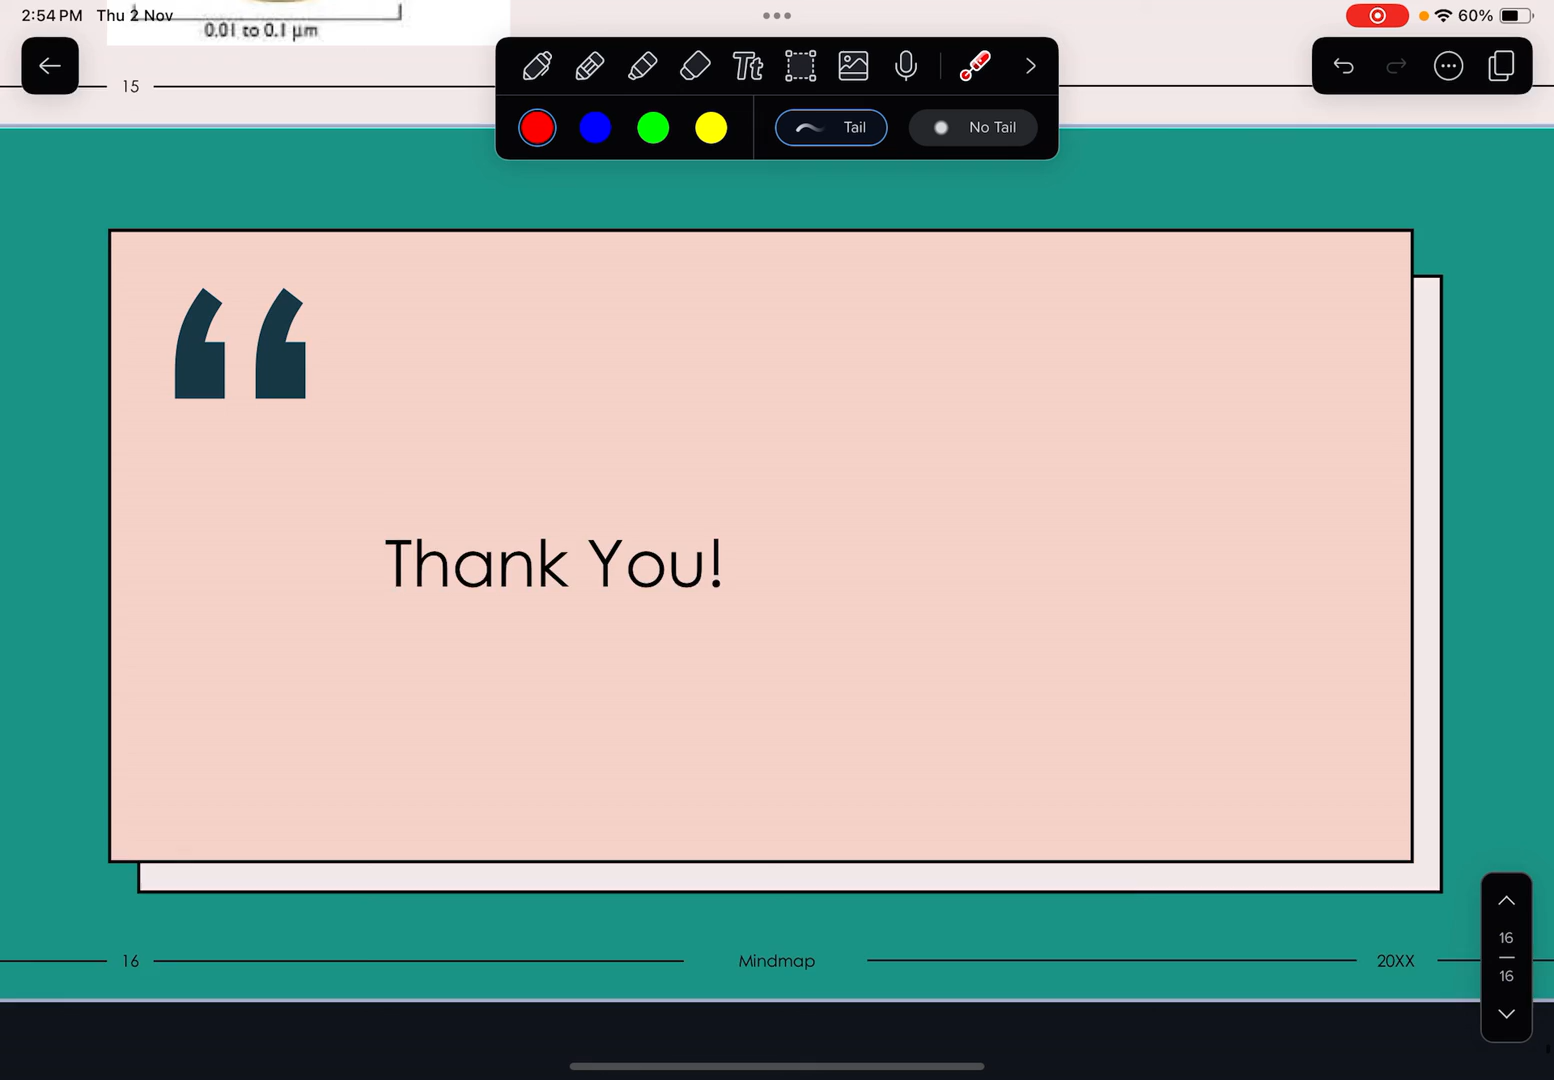 2:54 PM Thu 2 Nov
60%
0.01 to 0.1 µm
15
Tt
Tail
No Tail
“
Thank You!
16
16
16
Mindmap
20XX